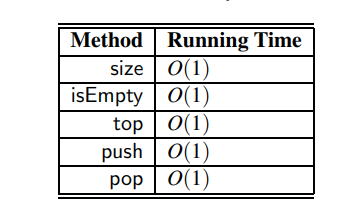 Method Running Time
size O(1)
isEmpty O(1)
top O(1)
push O(1)
pop O(1)